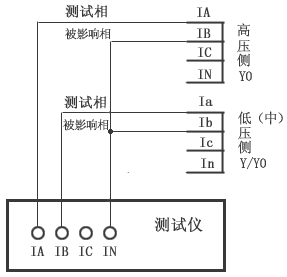 测试相 IA
被影响相 IB
IC
IN
高
压
侧
Y0
测试相 Ia
被影响相 Ib
Ic
In
低（中）
压
侧
Y/Y0
测试仪
IA IB IC IN